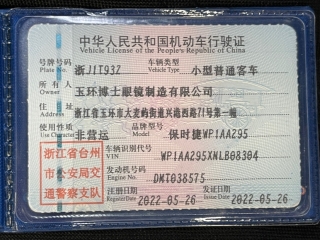 中华人民共和国机动车行驶证
Vehicle License of the People's Republic of China
号牌号码 浙J1T93Z 车辆类型 小型普通客车
Plate No. Vehicle Type
所有人 玉环博士眼镜制造有限公司
Owner
住址 浙江省玉环市大麦屿街道兴港西路71号第一幢
Address
使用性质 非营运 品牌型号 保时捷WP1AA295
Use Character Model
浙江省台州市公安局交通警察支队
车辆识别代号 WP1AA295XNLB08304
VIN
发动机号码 DMT038575
Engine No.
注册日期 2022-05-26 发证日期 2022-05-26
Register Date Issue Date